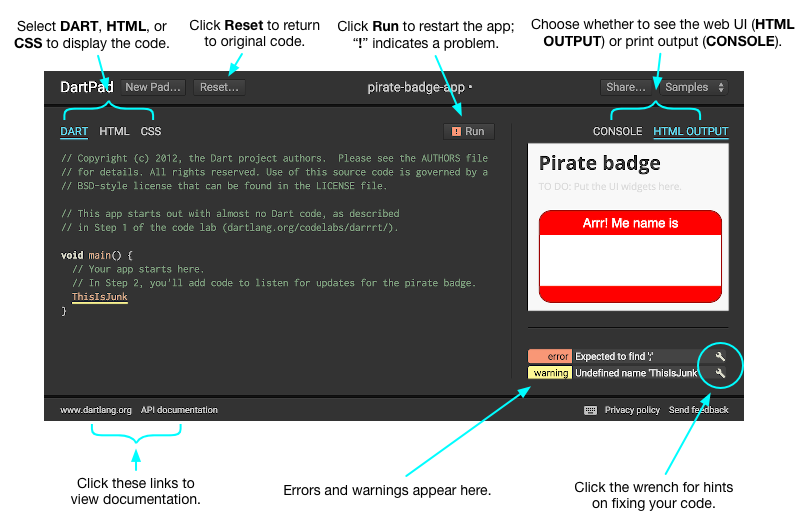 Select DART, HTML, or
CSS to display the code.
Click Reset to return
to original code.
Click Run to restart the app;
“!” indicates a problem.
Choose whether to see the web UI (HTML
OUTPUT) or print output (CONSOLE).
DartPad New Pad... Reset... pirate-badge-app • Share... Samples
DART HTML CSS ! Run CONSOLE HTML OUTPUT
// Copyright (c) 2012, the Dart project authors.  Please see the AUTHORS file
// for details. All rights reserved. Use of this source code is governed by a
// BSD-style license that can be found in the LICENSE file.
// This app starts out with almost no Dart code, as described
// in Step 1 of the code lab (dartlang.org/codelabs/darrrt/).
void main() {
// Your app starts here.
// In Step 2, you'll add code to listen for updates for the pirate badge.
ThisIsJunk
}
Pirate badge
TO DO: Put the UI widgets here.
Arrr! Me name is
error Expected to find ';'
warning Undefined name 'ThisIsJunk'
www.dartlang.org API documentation Privacy policy Send feedback
Click these links to
view documentation.
Errors and warnings appear here.
Click the wrench for hints
on fixing your code.